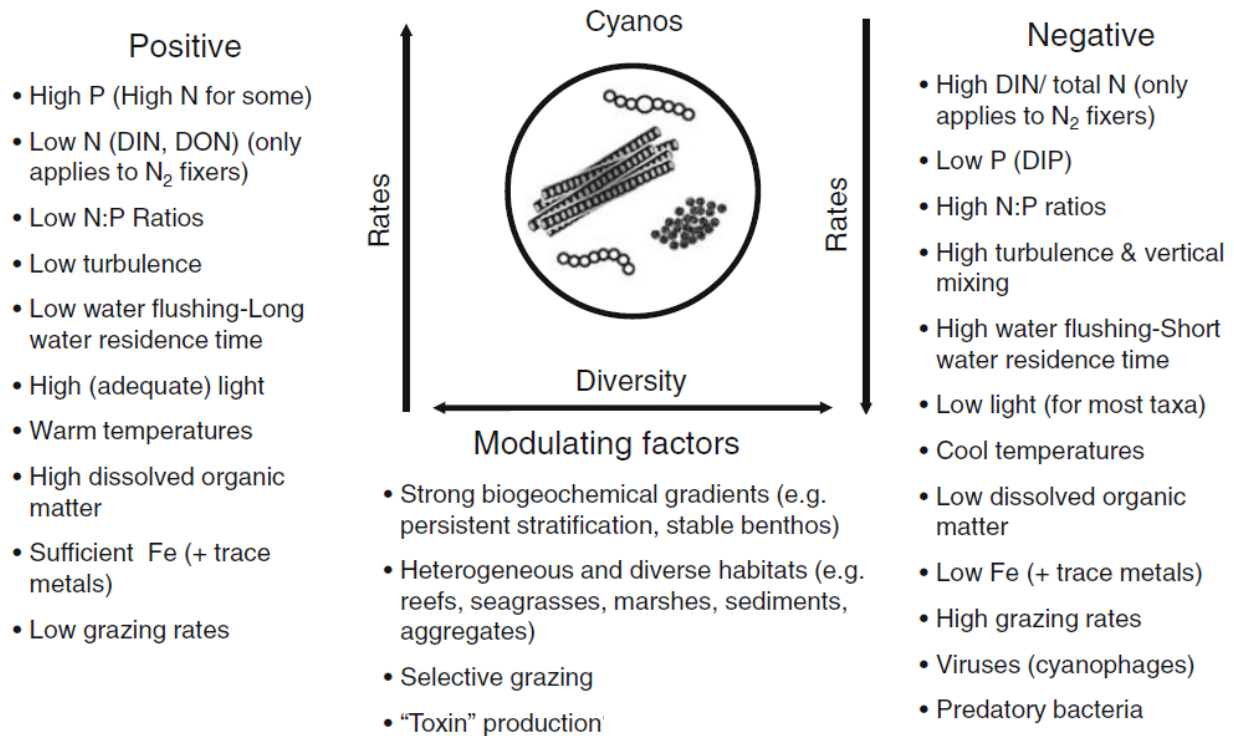 Positive
• High P (High N for some)
• Low N (DIN, DON) (only
applies to N₂ fixers)
• Low N:P Ratios
• Low turbulence
• Low water flushing-Long
water residence time
• High (adequate) light
• Warm temperatures
• High dissolved organic
matter
• Sufficient Fe (+ trace
metals)
• Low grazing rates
Rates
Cyanos
Diversity
Modulating factors
• Strong biogeochemical gradients (e.g.
persistent stratification, stable benthos)
• Heterogeneous and diverse habitats (e.g.
reefs, seagrasses, marshes, sediments,
aggregates)
• Selective grazing
• “Toxin” production
Rates
Negative
• High DIN/ total N (only
applies to N₂ fixers)
• Low P (DIP)
• High N:P ratios
• High turbulence & vertical
mixing
• High water flushing-Short
water residence time
• Low light (for most taxa)
• Cool temperatures
• Low dissolved organic
matter
• Low Fe (+ trace metals)
• High grazing rates
• Viruses (cyanophages)
• Predatory bacteria